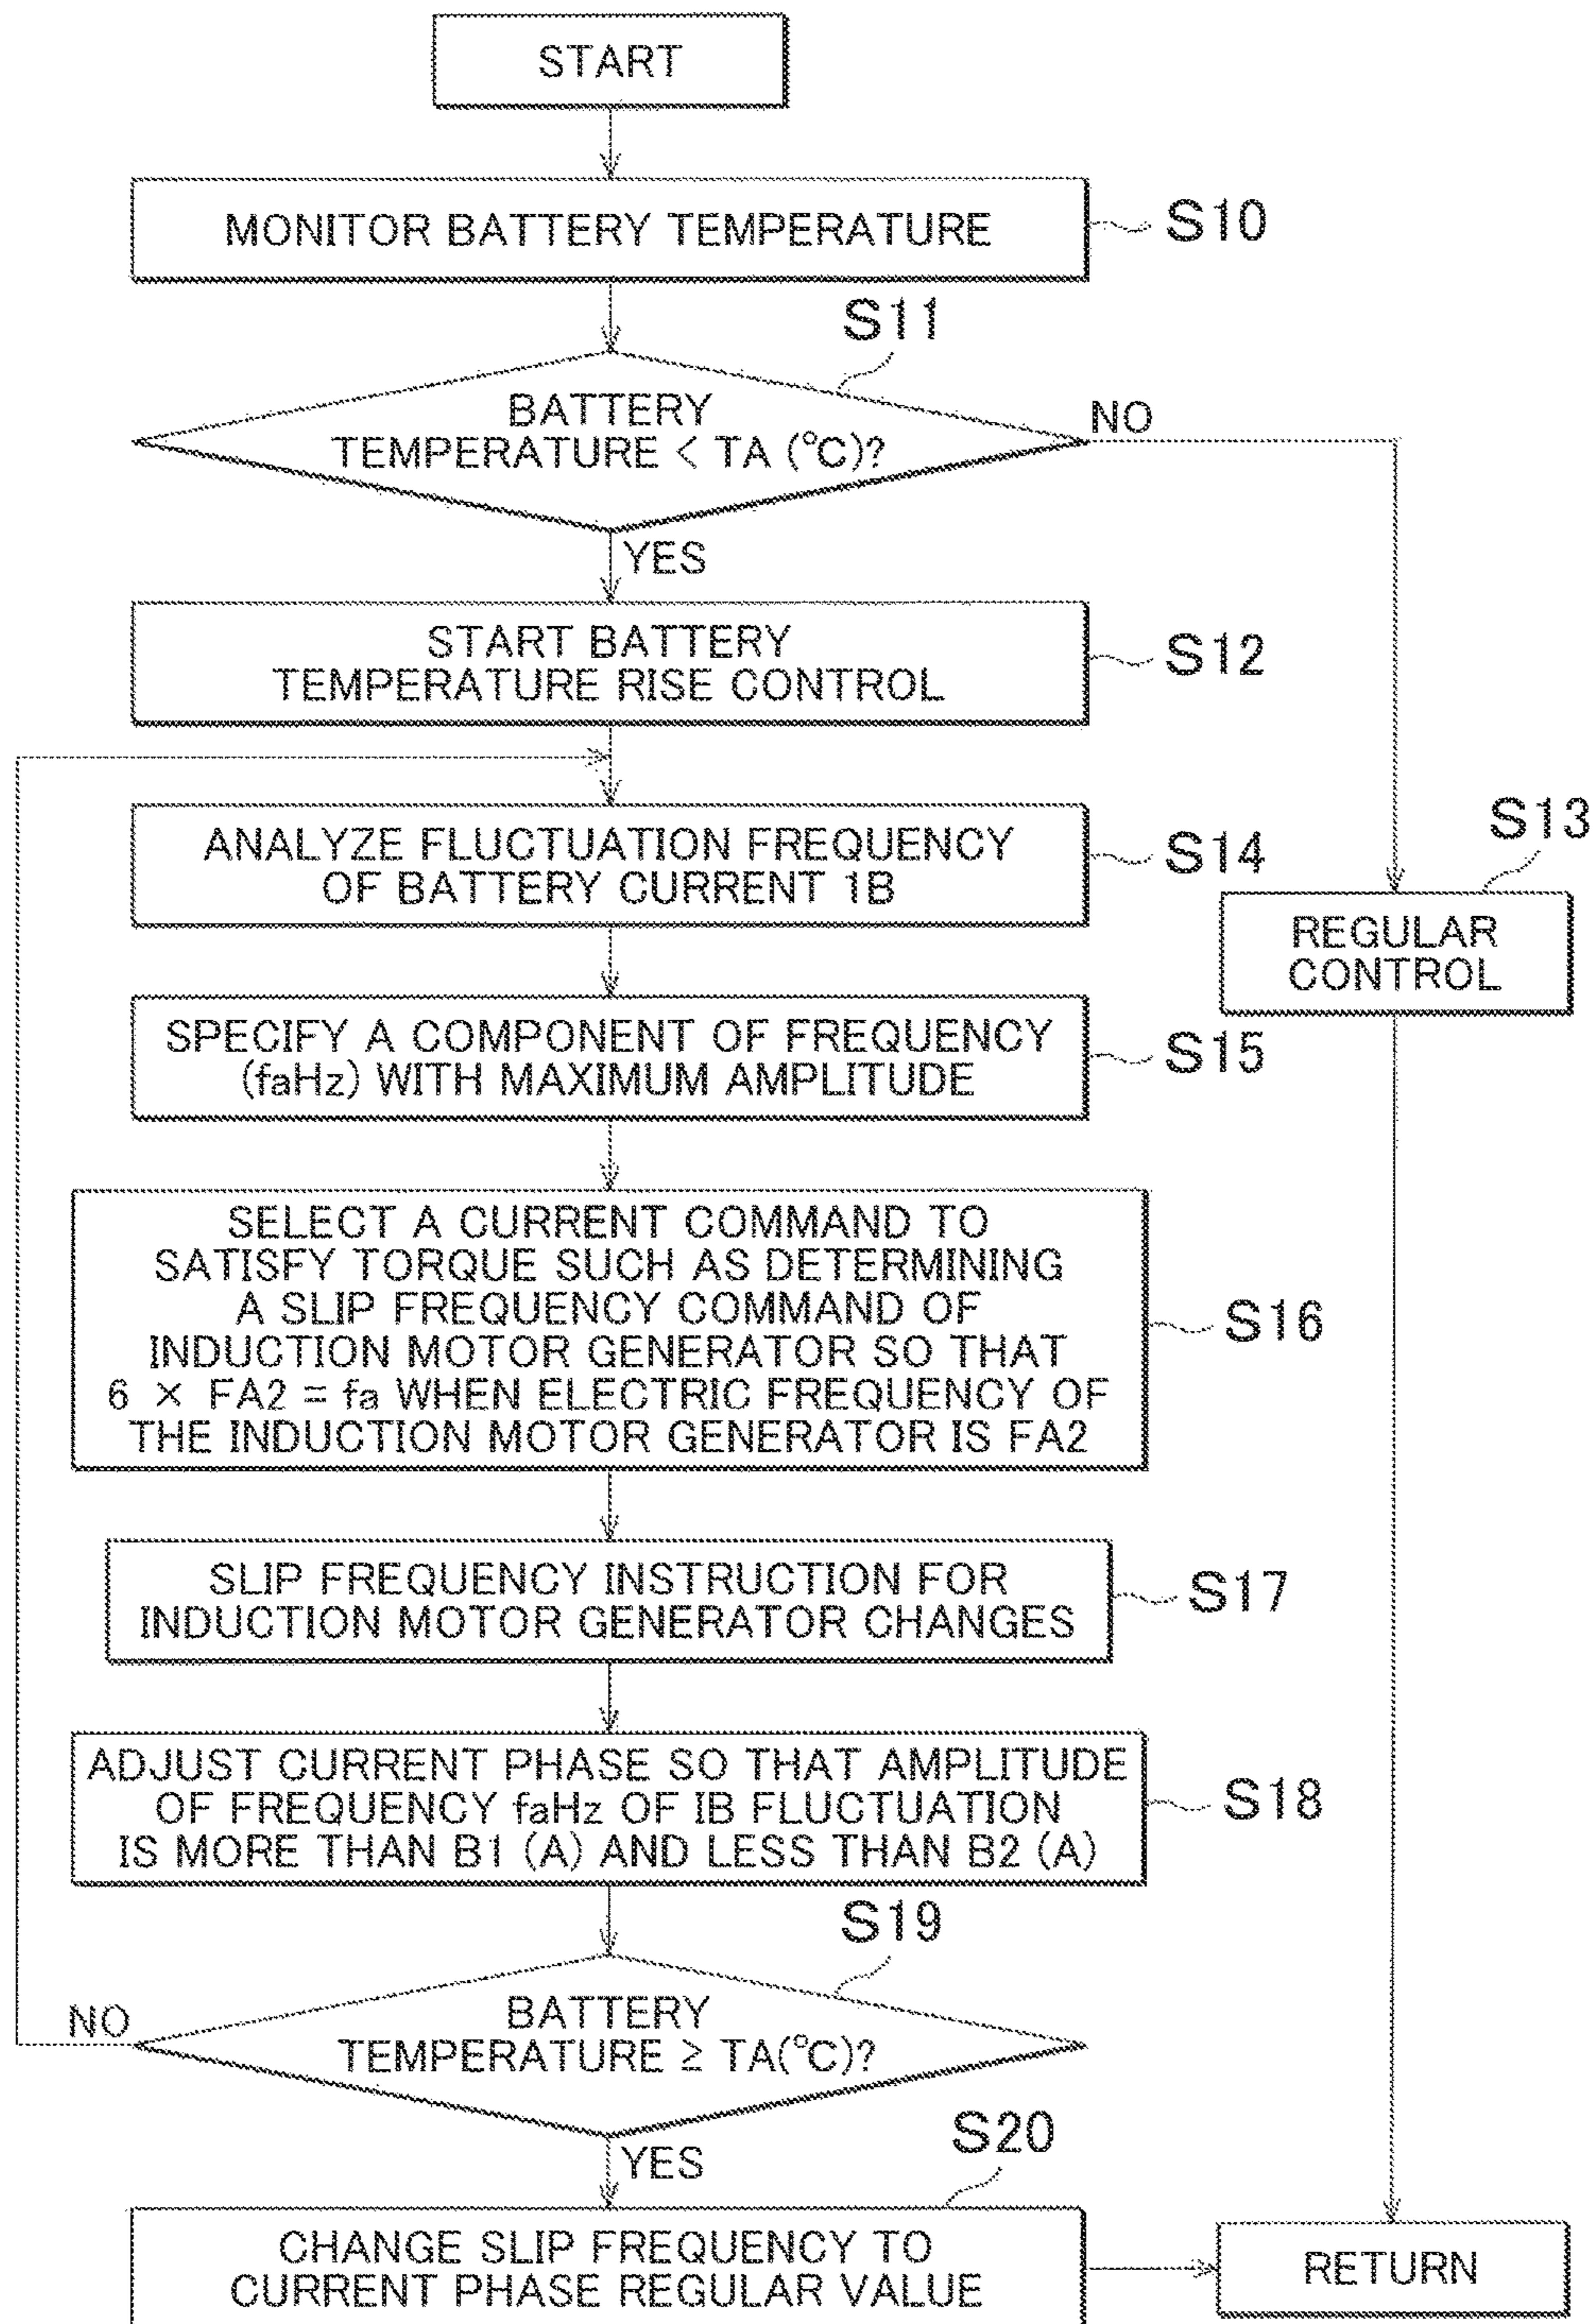 START
MONITOR BATTERY TEMPERATURE
S10
S11
BATTERY
TEMPERATURE < TA (°C)?
NO
YES
START BATTERY
TEMPERATURE RISE CONTROL
S12
ANALYZE FLUCTUATION FREQUENCY
OF BATTERY CURRENT 1B
S14
S13
REGULAR
CONTROL
SPECIFY A COMPONENT OF FREQUENCY
(faHz) WITH MAXIMUM AMPLITUDE
S15
SELECT A CURRENT COMMAND TO
SATISFY TORQUE SUCH AS DETERMINING
A SLIP FREQUENCY COMMAND OF
INDUCTION MOTOR GENERATOR SO THAT
6 × FA2 = fa WHEN ELECTRIC FREQUENCY OF
THE INDUCTION MOTOR GENERATOR IS FA2
S16
SLIP FREQUENCY INSTRUCTION FOR
INDUCTION MOTOR GENERATOR CHANGES
S17
ADJUST CURRENT PHASE SO THAT AMPLITUDE
OF FREQUENCY faHz OF IB FLUCTUATION
IS MORE THAN B1 (A) AND LESS THAN B2 (A)
S18
S19
BATTERY
TEMPERATURE ≥ TA(°C)?
NO
YES
S20
CHANGE SLIP FREQUENCY TO
CURRENT PHASE REGULAR VALUE
RETURN